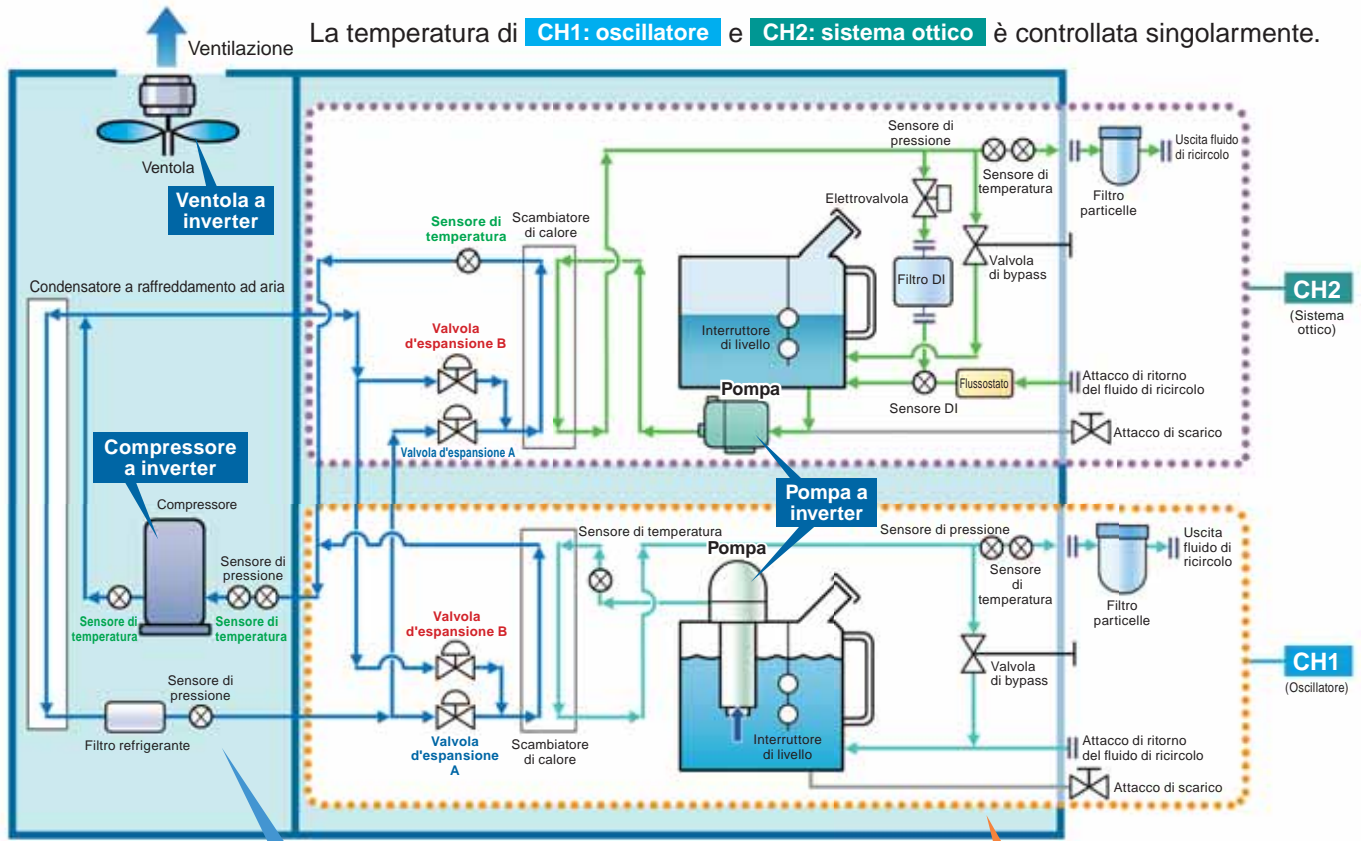 La temperatura di CH1: oscillatore e CH2: sistema ottico è controllata singolarmente.
Ventilazione
Ventola
Ventola a
inverter
Condensatore a raffreddamento ad aria
Compressore
a inverter
Compressore
Sensore di
temperatura
Sensore di
pressione
Sensore di
temperatura
Sensore di
pressione
Filtro refrigerante
Sensore di
temperatura
Scambiatore
di calore
Valvola
d'espansione B
Valvola d'espansione A
Sensore di
pressione
Sensore di
temperatura
Elettrovalvola
Filtro DI
Valvola
di bypass
Filtro
particelle
Uscita fluido
di ricircolo
Interruttore
di livello
Pompa
Sensore DI
Flussostato
Attacco di ritorno
del fluido di ricircolo
Attacco di scarico
CH2
(Sistema
ottico)
Pompa a
inverter
Sensore di temperatura
Pompa
Sensore di pressione
Sensore
di
temperatura
Filtro
particelle
Uscita
fluido di
ricircolo
Valvola
d'espansione B
Valvola
d'espansione
A
Scambiatore
di calore
Interruttore
di livello
Valvola
di bypass
Attacco di ritorno
del fluido di ricircolo
Attacco di scarico
CH1
(Oscillatore)